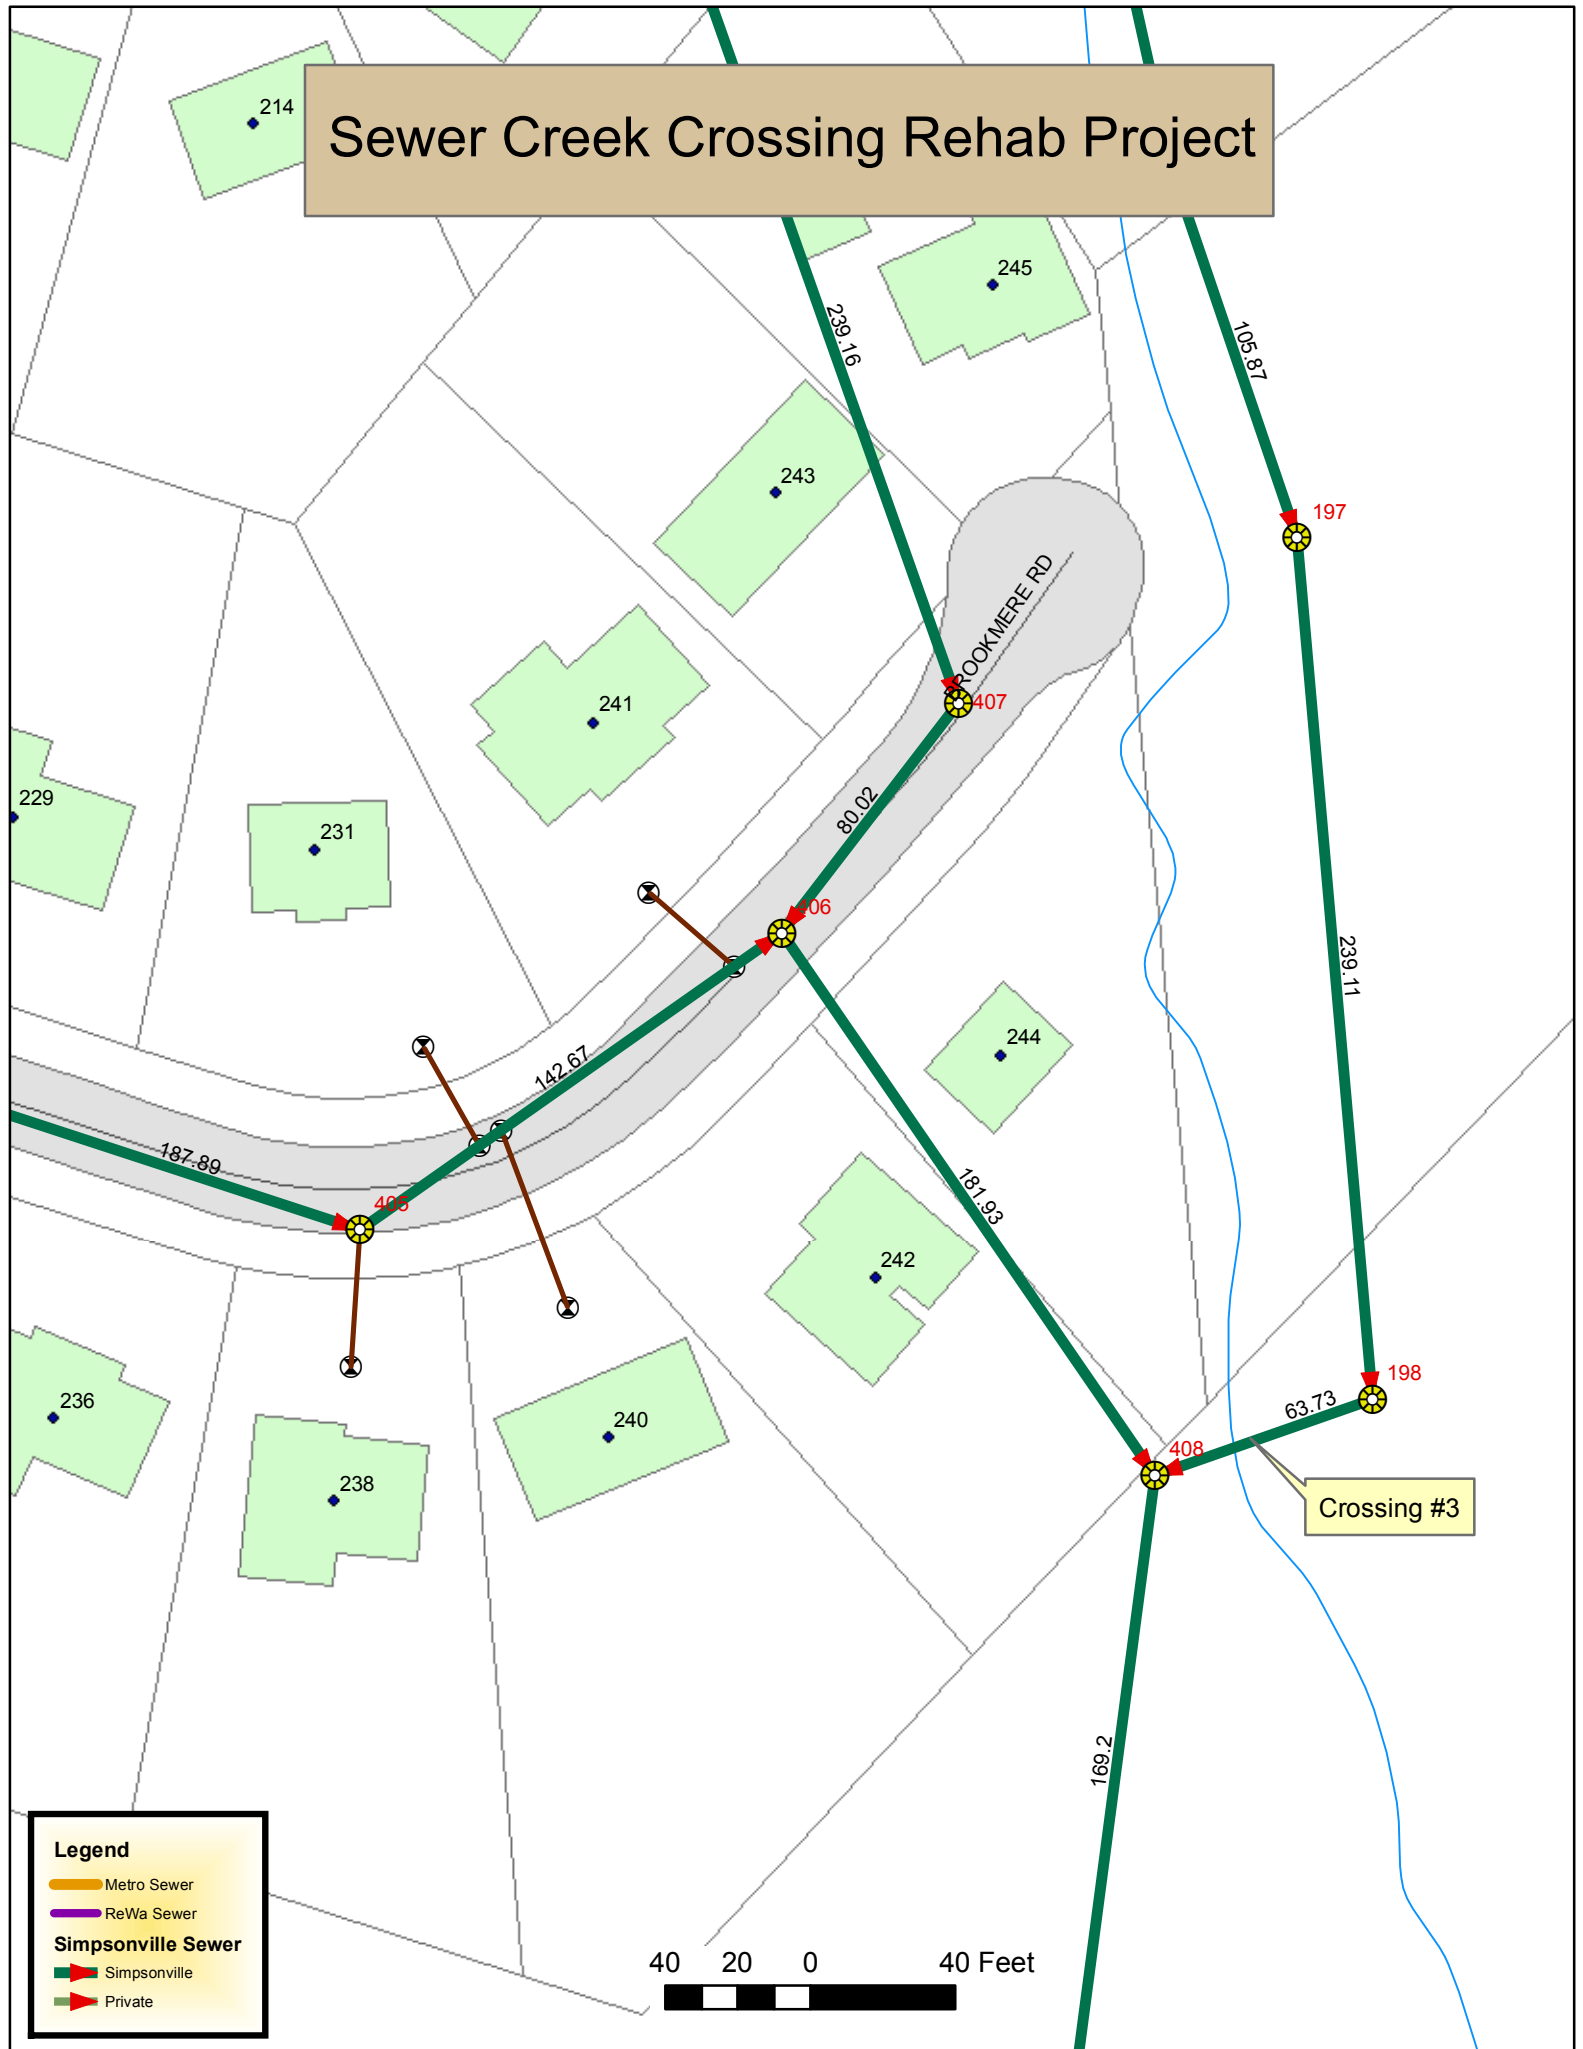 214
Sewer Creek Crossing Rehab Project
245
239.16
105.87
243
197
BROOKMERE RD
407
241
229
231
80.02
406
239.11
244
142.67
187.89
405
181.93
242
198
63.73
236
240
408
238
Crossing #3
169.2
Legend
Metro Sewer
ReWa Sewer
Simpsonville Sewer
Simpsonville
Private
40 20 0 40 Feet